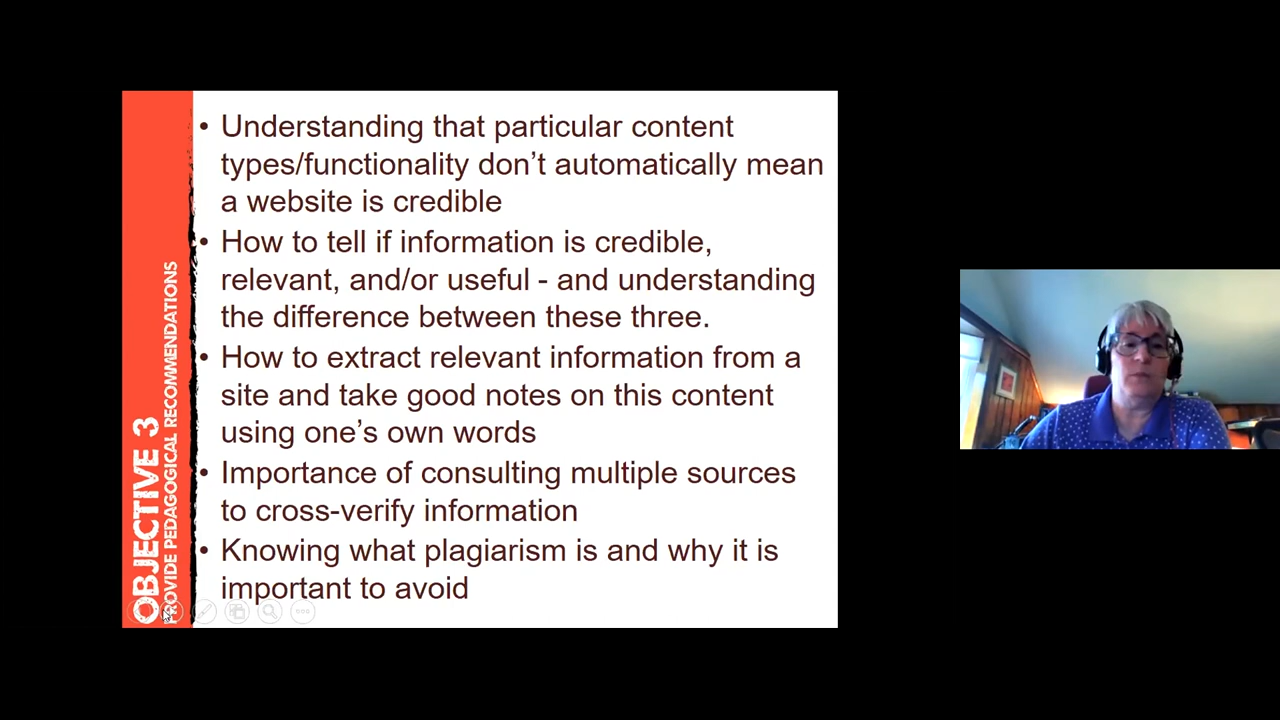 OBJECTIVE 3
PROVIDE PEDAGOGICAL RECOMMENDATIONS
• Understanding that particular content
types/functionality don’t automatically mean
a website is credible
• How to tell if information is credible,
relevant, and/or useful - and understanding
the difference between these three.
• How to extract relevant information from a
site and take good notes on this content
using one’s own words
• Importance of consulting multiple sources
to cross-verify information
• Knowing what plagiarism is and why it is
important to avoid